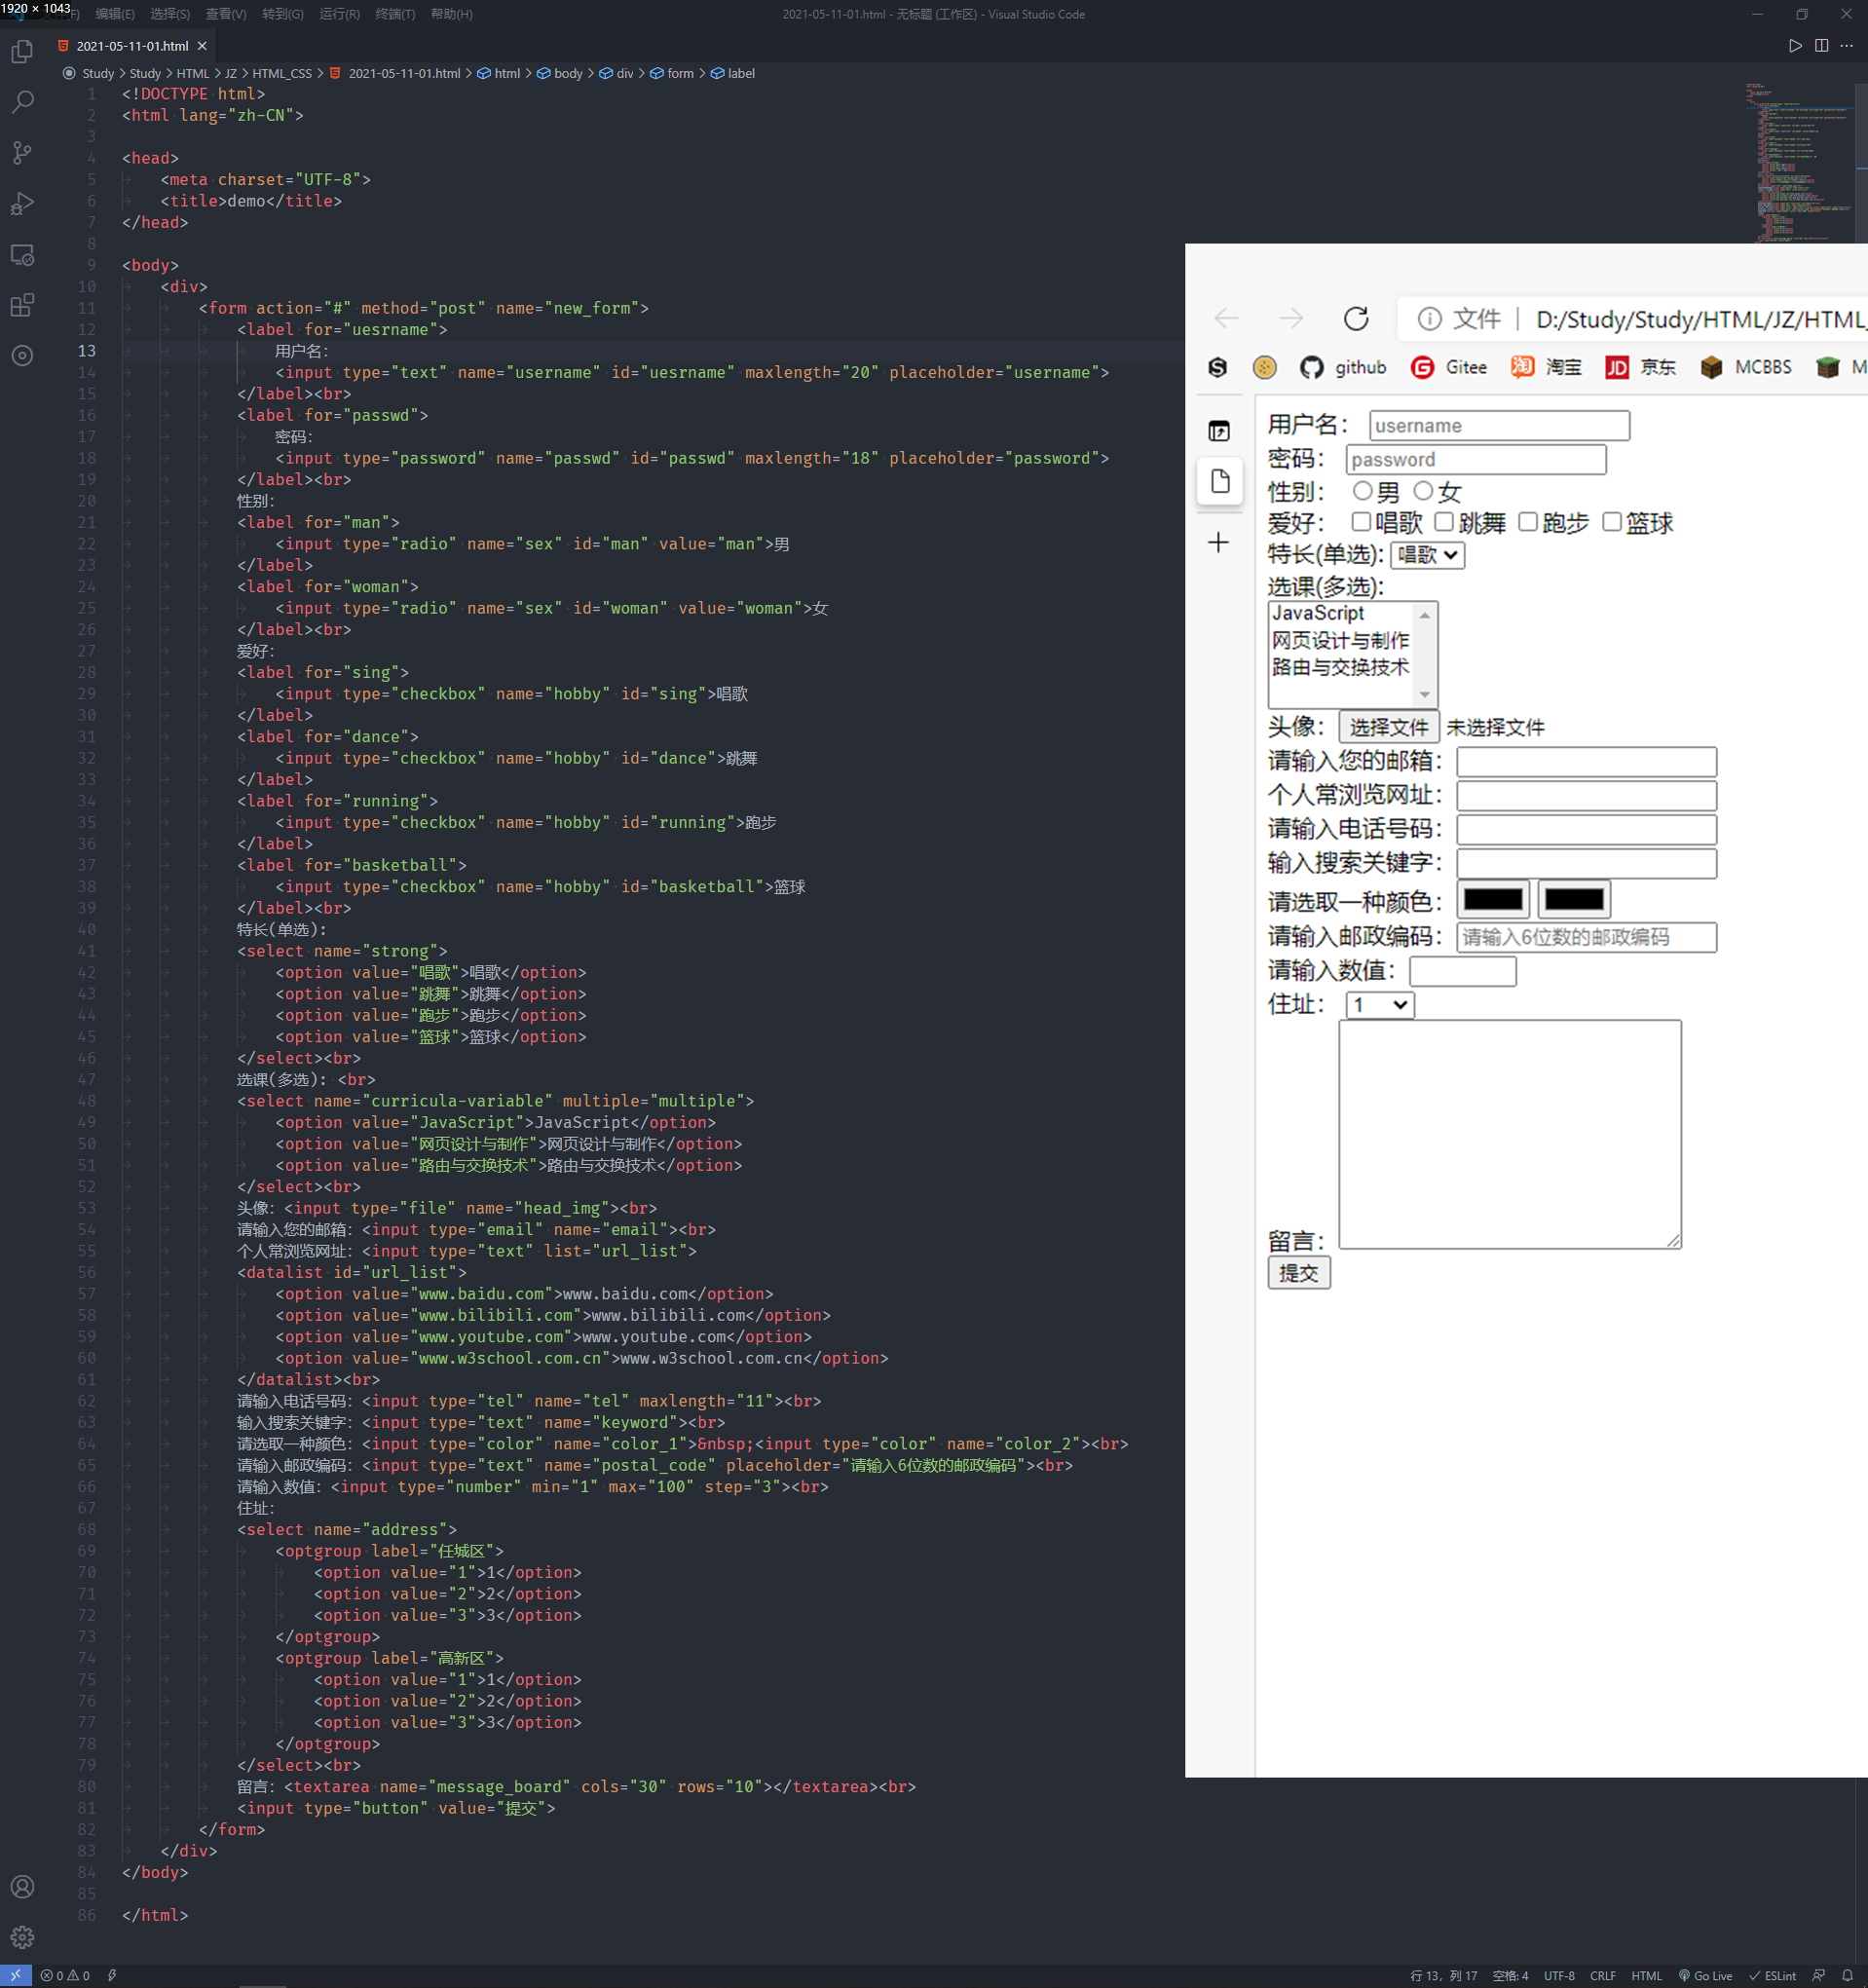 1920 × 1043
编辑(E) 选择(S) 查看(V) 转到(G) 运行(R) 终端(T) 帮助(H)
2021-05-11-01.html - 无标题 (工作区) - Visual Studio Code
2021-05-11-01.html
Study > Study > HTML > JZ > HTML_CSS > 2021-05-11-01.html > html > body > div > form > label
1 <!DOCTYPE html>
2 <html lang="zh-CN">
3
4 <head>
5 <meta charset="UTF-8">
6 <title>demo</title>
7 </head>
8
9 <body>
10 <div>
11 <form action="#" method="post" name="new_form">
12 <label for="uesrname">
13 用户名：
14 <input type="text" name="username" id="uesrname" maxlength="20" placeholder="username">
15 </label><br>
16 <label for="passwd">
17 密码：
18 <input type="password" name="passwd" id="passwd" maxlength="18" placeholder="password">
19 </label><br>
20 性别：
21 <label for="man">
22 <input type="radio" name="sex" id="man" value="man">男
23 </label>
24 <label for="woman">
25 <input type="radio" name="sex" id="woman" value="woman">女
26 </label><br>
27 爱好：
28 <label for="sing">
29 <input type="checkbox" name="hobby" id="sing">唱歌
30 </label>
31 <label for="dance">
32 <input type="checkbox" name="hobby" id="dance">跳舞
33 </label>
34 <label for="running">
35 <input type="checkbox" name="hobby" id="running">跑步
36 </label>
37 <label for="basketball">
38 <input type="checkbox" name="hobby" id="basketball">篮球
39 </label><br>
40 特长(单选):
41 <select name="strong">
42 <option value="唱歌">唱歌</option>
43 <option value="跳舞">跳舞</option>
44 <option value="跑步">跑步</option>
45 <option value="篮球">篮球</option>
46 </select><br>
47 选课(多选): <br>
48 <select name="curricula-variable" multiple="multiple">
49 <option value="JavaScript">JavaScript</option>
50 <option value="网页设计与制作">网页设计与制作</option>
51 <option value="路由与交换技术">路由与交换技术</option>
52 </select><br>
53 头像：<input type="file" name="head_img"><br>
54 请输入您的邮箱：<input type="email" name="email"><br>
55 个人常浏览网址：<input type="text" list="url_list">
56 <datalist id="url_list">
57 <option value="www.baidu.com">www.baidu.com</option>
58 <option value="www.bilibili.com">www.bilibili.com</option>
59 <option value="www.youtube.com">www.youtube.com</option>
60 <option value="www.w3school.com.cn">www.w3school.com.cn</option>
61 </datalist><br>
62 请输入电话号码：<input type="tel" name="tel" maxlength="11"><br>
63 输入搜索关键字：<input type="text" name="keyword"><br>
64 请选取一种颜色：<input type="color" name="color_1">&nbsp;<input type="color" name="color_2"><br>
65 请输入邮政编码：<input type="text" name="postal_code" placeholder="请输入6位数的邮政编码"><br>
66 请输入数值：<input type="number" min="1" max="100" step="3"><br>
67 住址：
68 <select name="address">
69 <optgroup label="任城区">
70 <option value="1">1</option>
71 <option value="2">2</option>
72 <option value="3">3</option>
73 </optgroup>
74 <optgroup label="高新区">
75 <option value="1">1</option>
76 <option value="2">2</option>
77 <option value="3">3</option>
78 </optgroup>
79 </select><br>
80 留言：<textarea name="message_board" cols="30" rows="10"></textarea><br>
81 <input type="button" value="提交">
82 </form>
83 </div>
84 </body>
85
86 </html>
文件 | D:/Study/Study/HTML/JZ/HTML_
github Gitee 淘 淘宝 JD 京东 MCBBS M
用户名： username
密码： password
性别： 男 女
爱好： 唱歌 跳舞 跑步 篮球
特长(单选): 唱歌
选课(多选):
JavaScript
网页设计与制作
路由与交换技术
头像： 选择文件 未选择文件
请输入您的邮箱：
个人常浏览网址：
请输入电话号码：
输入搜索关键字：
请选取一种颜色：
请输入邮政编码： 请输入6位数的邮政编码
请输入数值：
住址： 1
留言：
提交
0 0
行 13，列 17 空格: 4 UTF-8 CRLF HTML Go Live ESLint